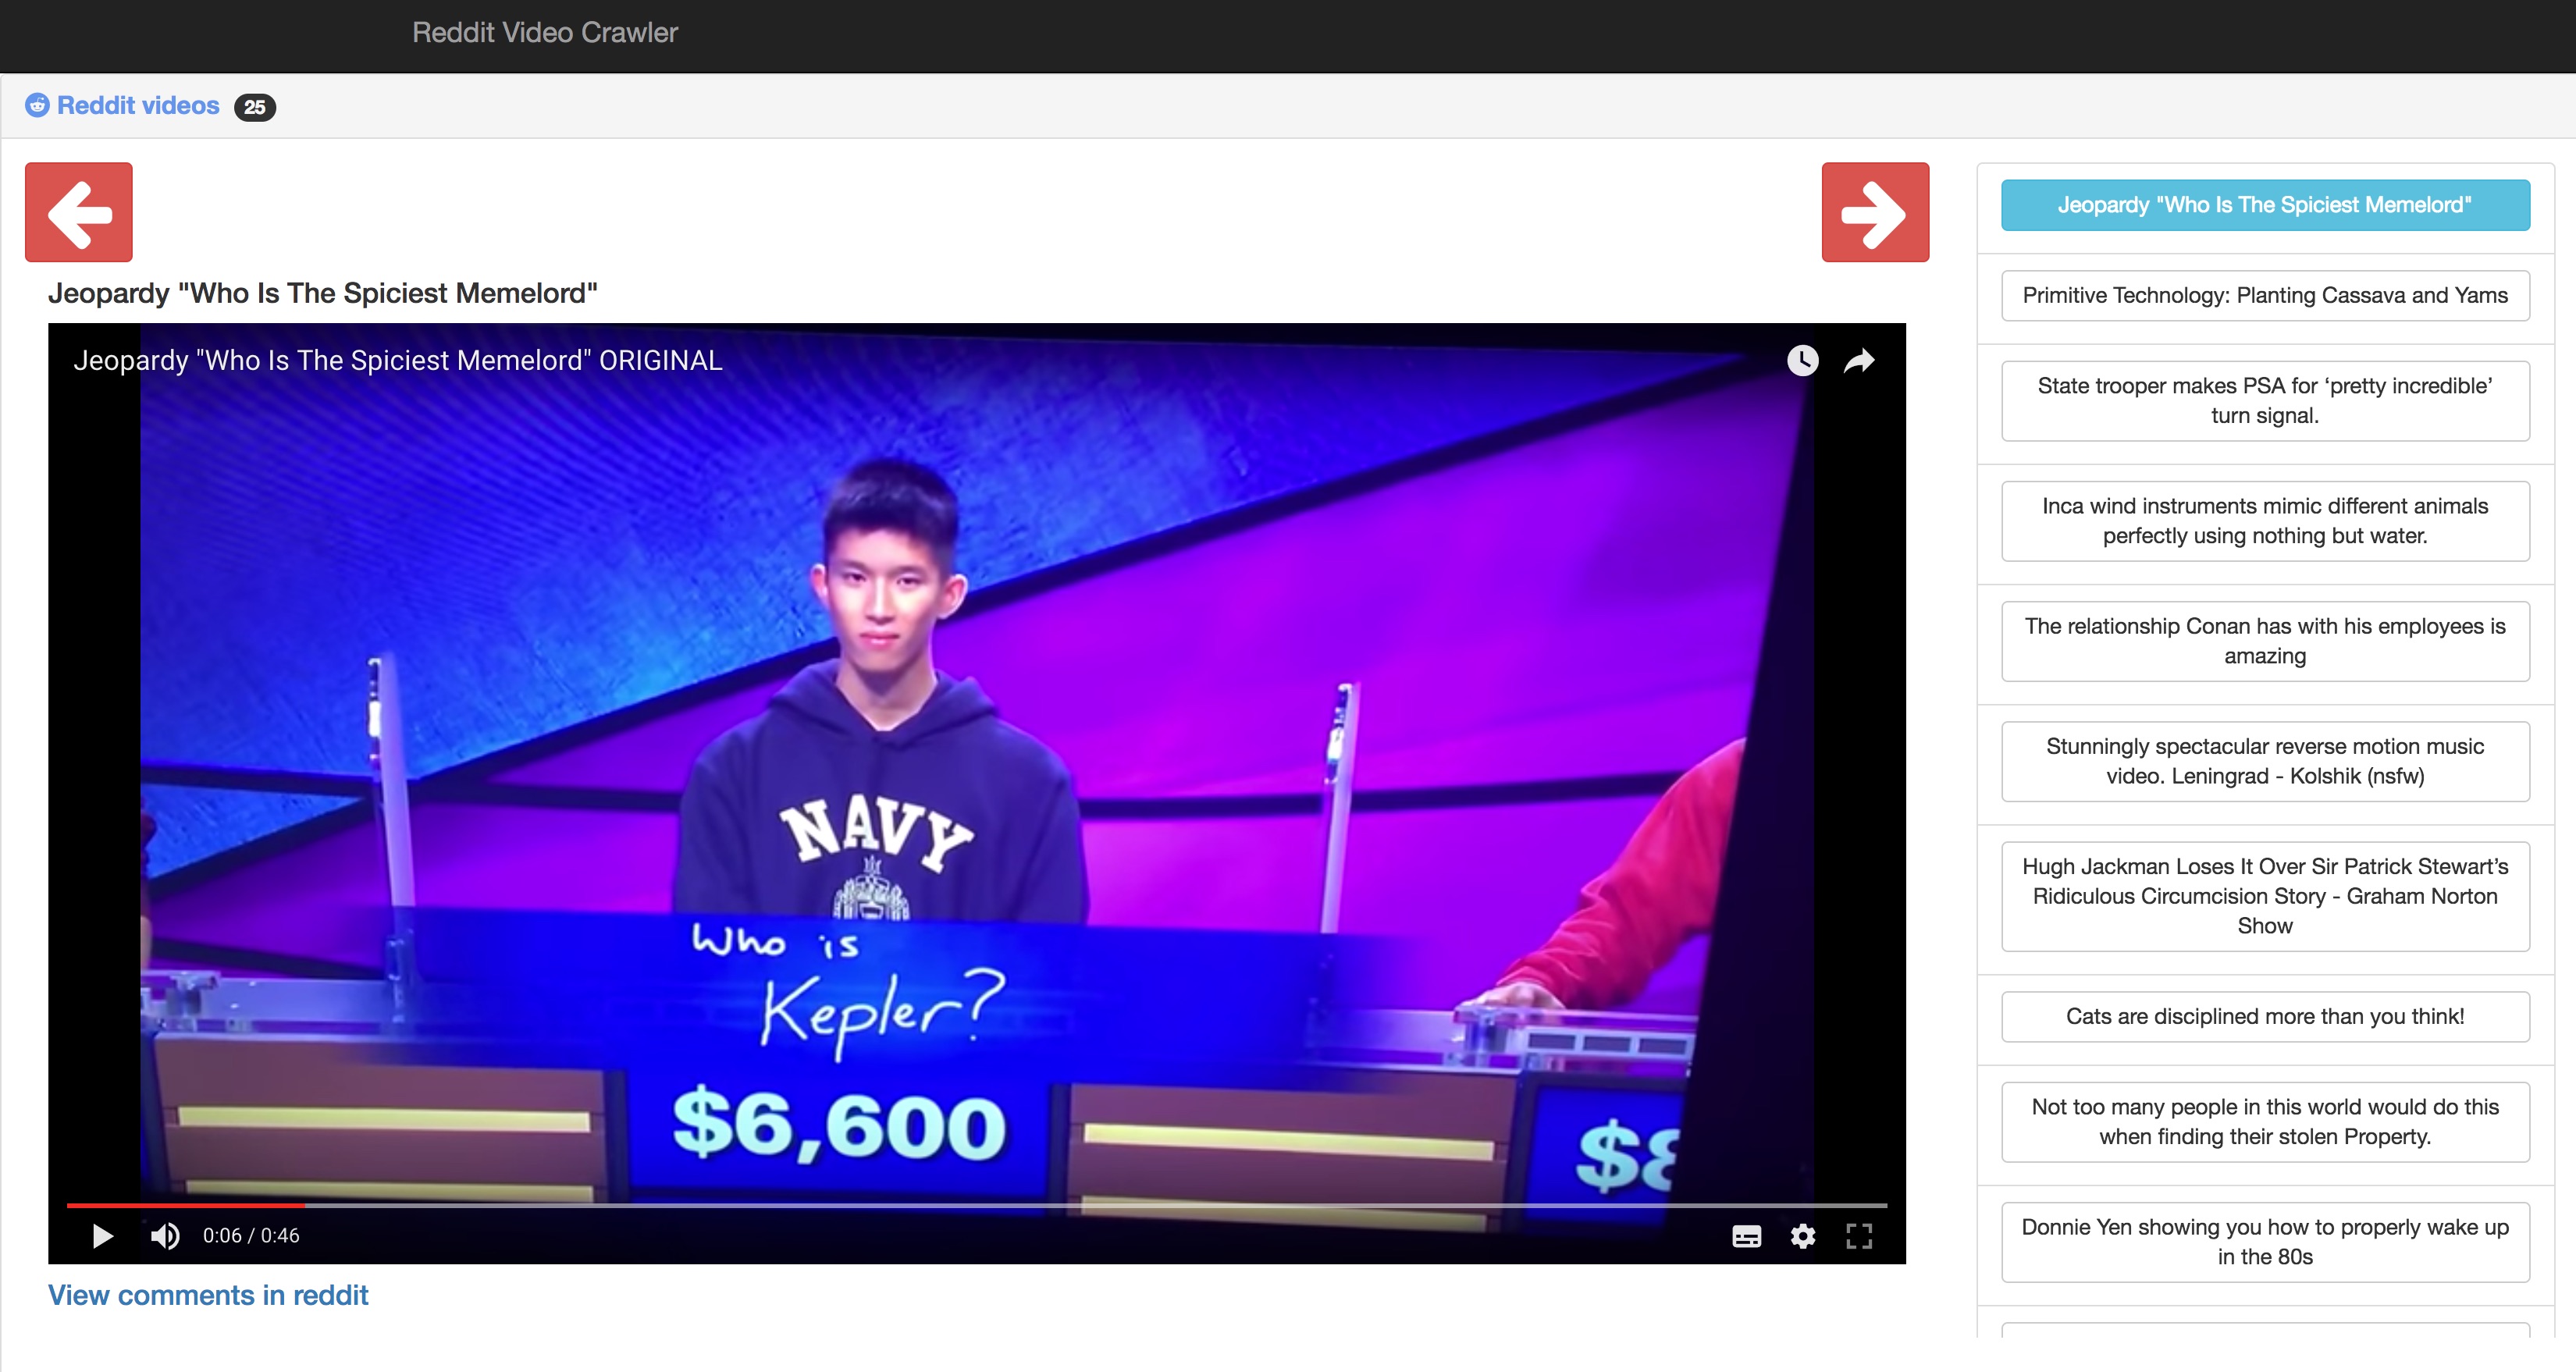 Reddit Video Crawler
Reddit videos 25
Jeopardy "Who Is The Spiciest Memelord"
Jeopardy "Who Is The Spiciest Memelord" ORIGINAL
NAVY
Who is
Kepler?
$6,600
$8
0:06 / 0:46
View comments in reddit
Jeopardy "Who Is The Spiciest Memelord"
Primitive Technology: Planting Cassava and Yams
State trooper makes PSA for ‘pretty incredible’
turn signal.
Inca wind instruments mimic different animals
perfectly using nothing but water.
The relationship Conan has with his employees is
amazing
Stunningly spectacular reverse motion music
video. Leningrad - Kolshik (nsfw)
Hugh Jackman Loses It Over Sir Patrick Stewart’s
Ridiculous Circumcision Story - Graham Norton
Show
Cats are disciplined more than you think!
Not too many people in this world would do this
when finding their stolen Property.
Donnie Yen showing you how to properly wake up
in the 80s